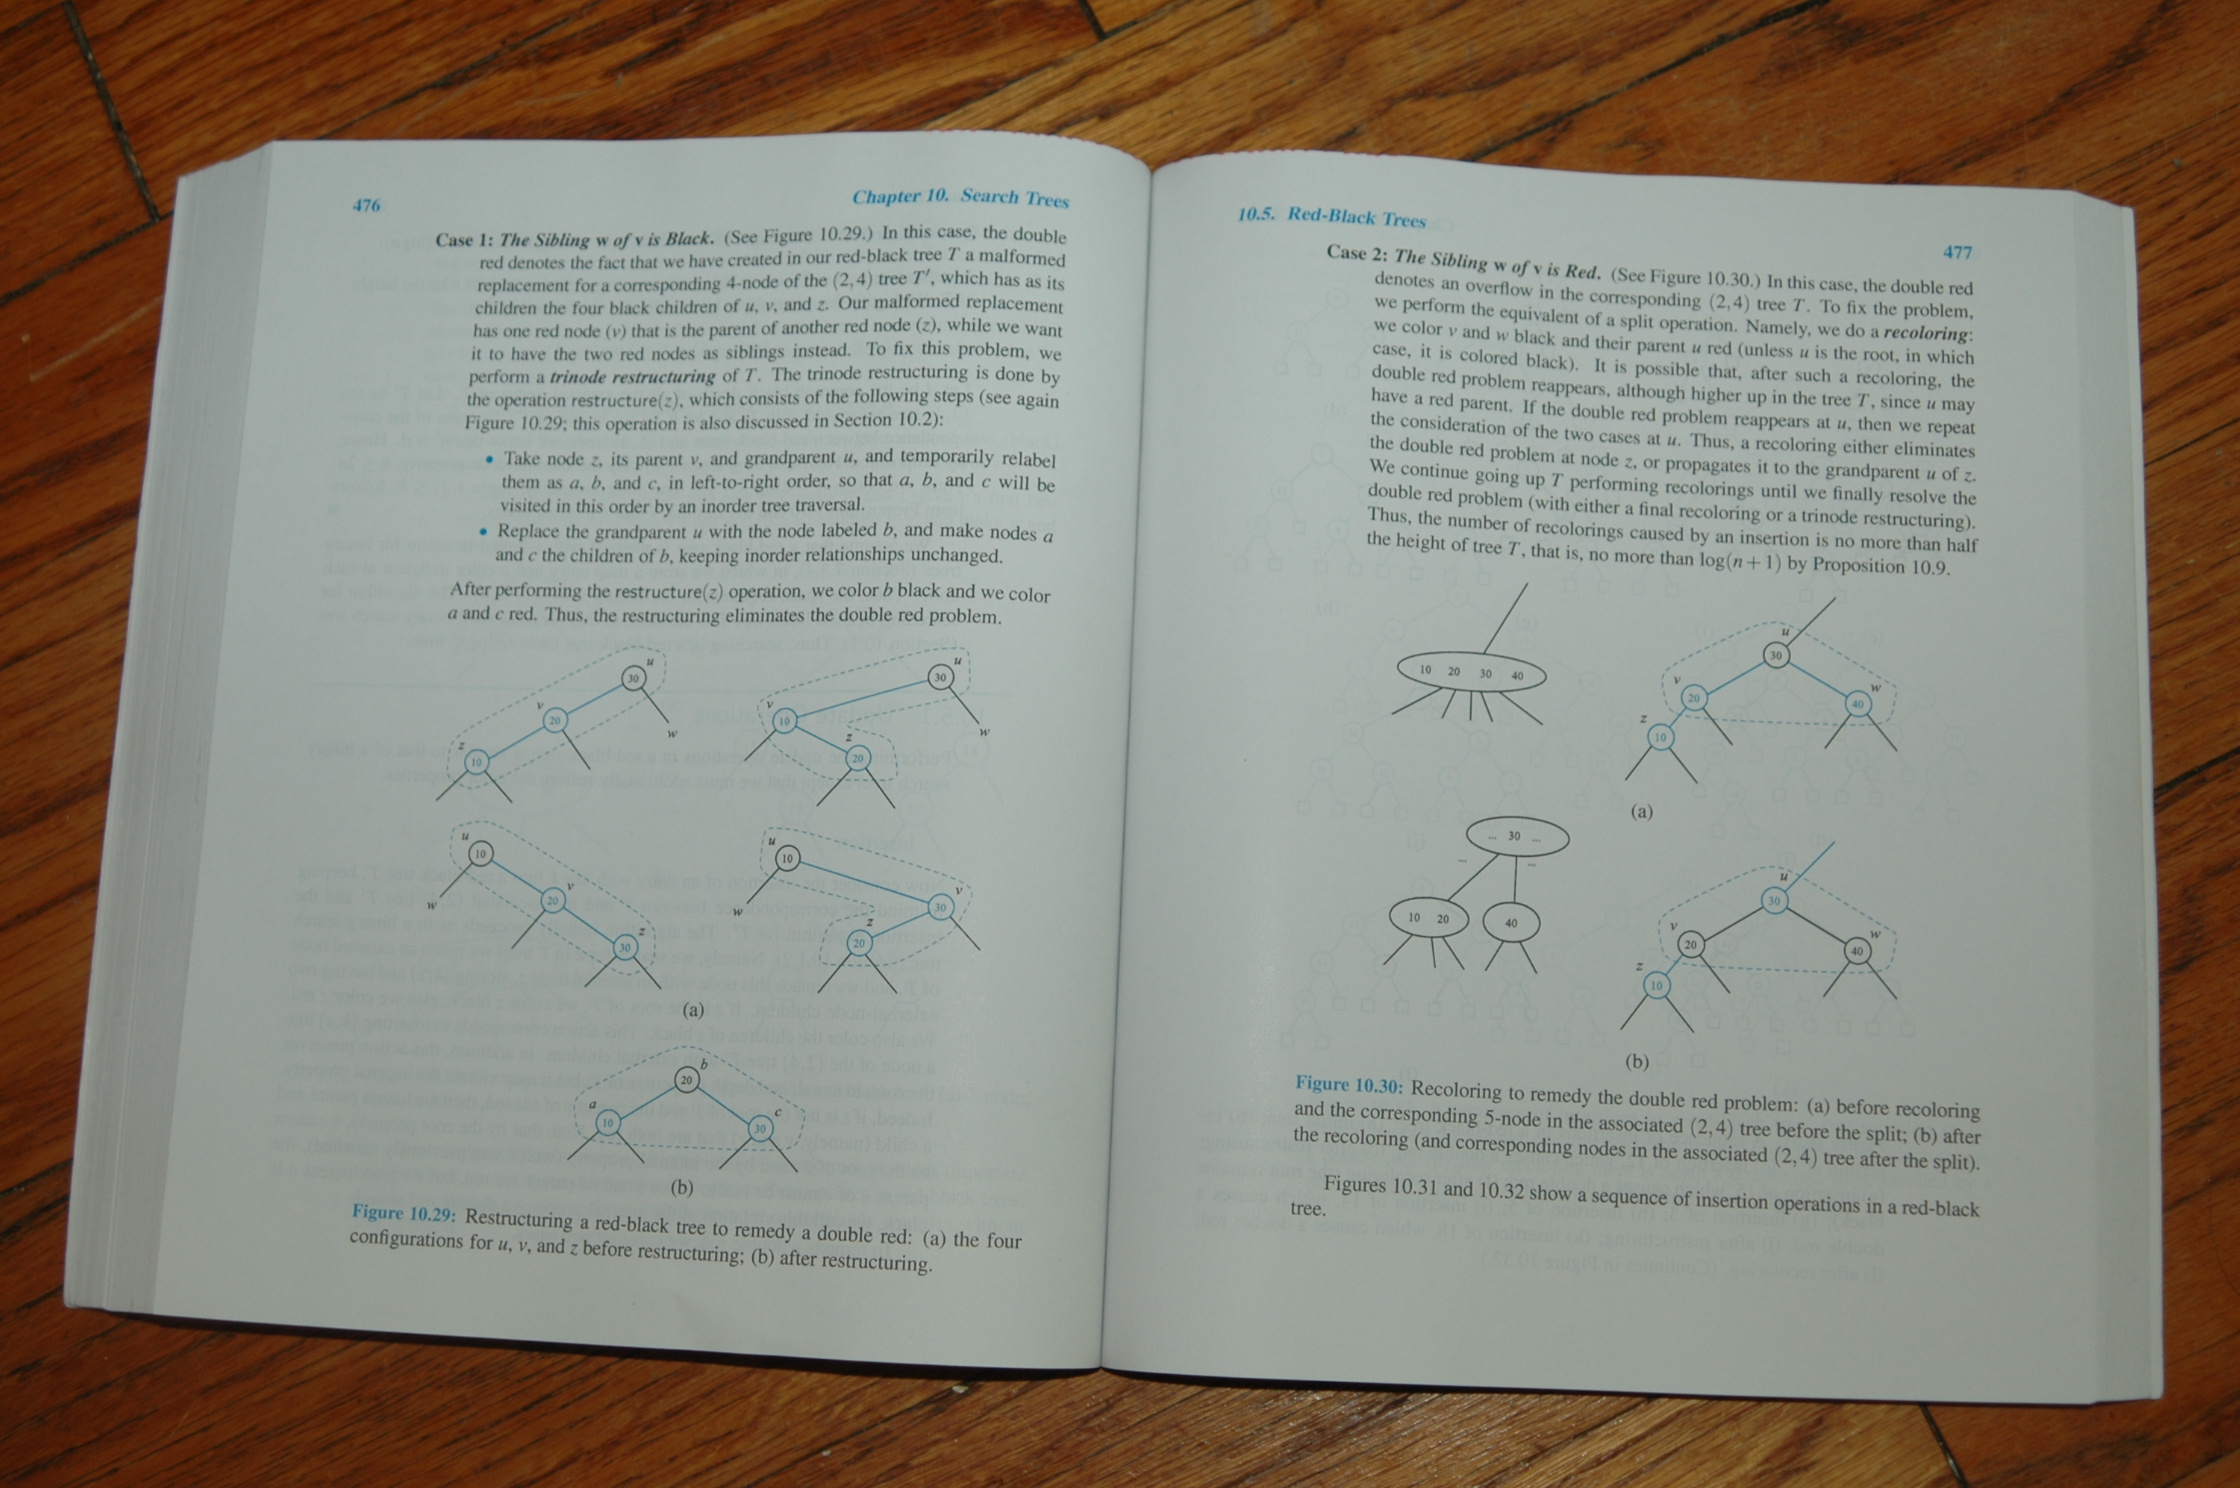 476
Chapter 10. Search Trees
Case 1: The Sibling w of v is Black. (See Figure 10.29.) In this case, the double
red denotes the fact that we have created in our red-black tree T a malformed
replacement for a corresponding 4-node of the (2,4) tree T′, which has as its
children the four black children of u, v, and z. Our malformed replacement
has one red node (v) that is the parent of another red node (z), while we want
it to have the two red nodes as siblings instead. To fix this problem, we
perform a trinode restructuring of T. The trinode restructuring is done by
the operation restructure(z), which consists of the following steps (see again
Figure 10.29; this operation is also discussed in Section 10.2):
• Take node z, its parent v, and grandparent u, and temporarily relabel
them as a, b, and c, in left-to-right order, so that a, b, and c will be
visited in this order by an inorder tree traversal.
• Replace the grandparent u with the node labeled b, and make nodes a
and c the children of b, keeping inorder relationships unchanged.
After performing the restructure(z) operation, we color b black and we color
a and c red. Thus, the restructuring eliminates the double red problem.
u
30
w
v
20
z
10
u
30
w
v
10
z
20
u
10
w
v
20
z
30
u
10
w
v
30
z
20
(a)
b
20
a
10
c
30
(b)
Figure 10.29: Restructuring a red-black tree to remedy a double red: (a) the four
configurations for u, v, and z before restructuring; (b) after restructuring.
10.5. Red-Black Trees
477
Case 2: The Sibling w of v is Red. (See Figure 10.30.) In this case, the double red
denotes an overflow in the corresponding (2,4) tree T. To fix the problem,
we perform the equivalent of a split operation. Namely, we do a recoloring:
we color v and w black and their parent u red (unless u is the root, in which
case, it is colored black). It is possible that, after such a recoloring, the
double red problem reappears, although higher up in the tree T, since u may
have a red parent. If the double red problem reappears at u, then we repeat
the consideration of the two cases at u. Thus, a recoloring either eliminates
the double red problem at node z, or propagates it to the grandparent u of z.
We continue going up T performing recolorings until we finally resolve the
double red problem (with either a final recoloring or a trinode restructuring).
Thus, the number of recolorings caused by an insertion is no more than half
the height of tree T, that is, no more than log(n+1) by Proposition 10.9.
10 20 30 40
u
30
v
20
w
40
z
10
(a)
... 30 ...
...
...
10 20
40
u
30
v
20
w
40
z
10
(b)
Figure 10.30: Recoloring to remedy the double red problem: (a) before recoloring
and the corresponding 5-node in the associated (2,4) tree before the split; (b) after
the recoloring (and corresponding nodes in the associated (2,4) tree after the split).
Figures 10.31 and 10.32 show a sequence of insertion operations in a red-black
tree.